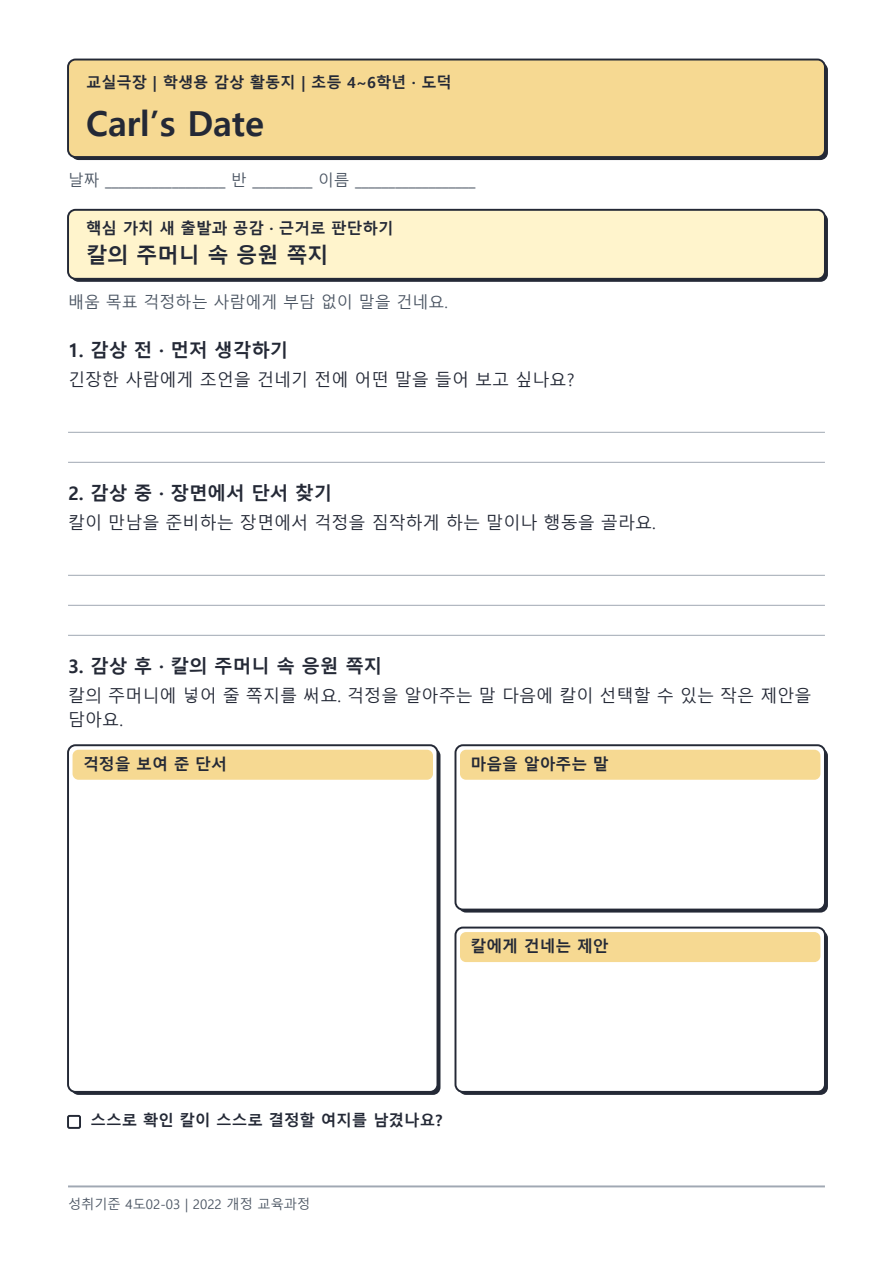 교실극장 | 학생용 감상 활동지 | 초등 4~6학년 · 도덕
Carl’s Date
날짜 ________________ 반 ________ 이름 ________________
핵심 가치 새 출발과 공감 · 근거로 판단하기
칼의 주머니 속 응원 쪽지
배움 목표 걱정하는 사람에게 부담 없이 말을 건네요.
1. 감상 전 · 먼저 생각하기
긴장한 사람에게 조언을 건네기 전에 어떤 말을 들어 보고 싶나요?
2. 감상 중 · 장면에서 단서 찾기
칼이 만남을 준비하는 장면에서 걱정을 짐작하게 하는 말이나 행동을 골라요.
3. 감상 후 · 칼의 주머니 속 응원 쪽지
칼의 주머니에 넣어 줄 쪽지를 써요. 걱정을 알아주는 말 다음에 칼이 선택할 수 있는 작은 제안을
담아요.
걱정을 보여 준 단서
마음을 알아주는 말
칼에게 건네는 제안
스스로 확인 칼이 스스로 결정할 여지를 남겼나요?
성취기준 4도02-03 | 2022 개정 교육과정